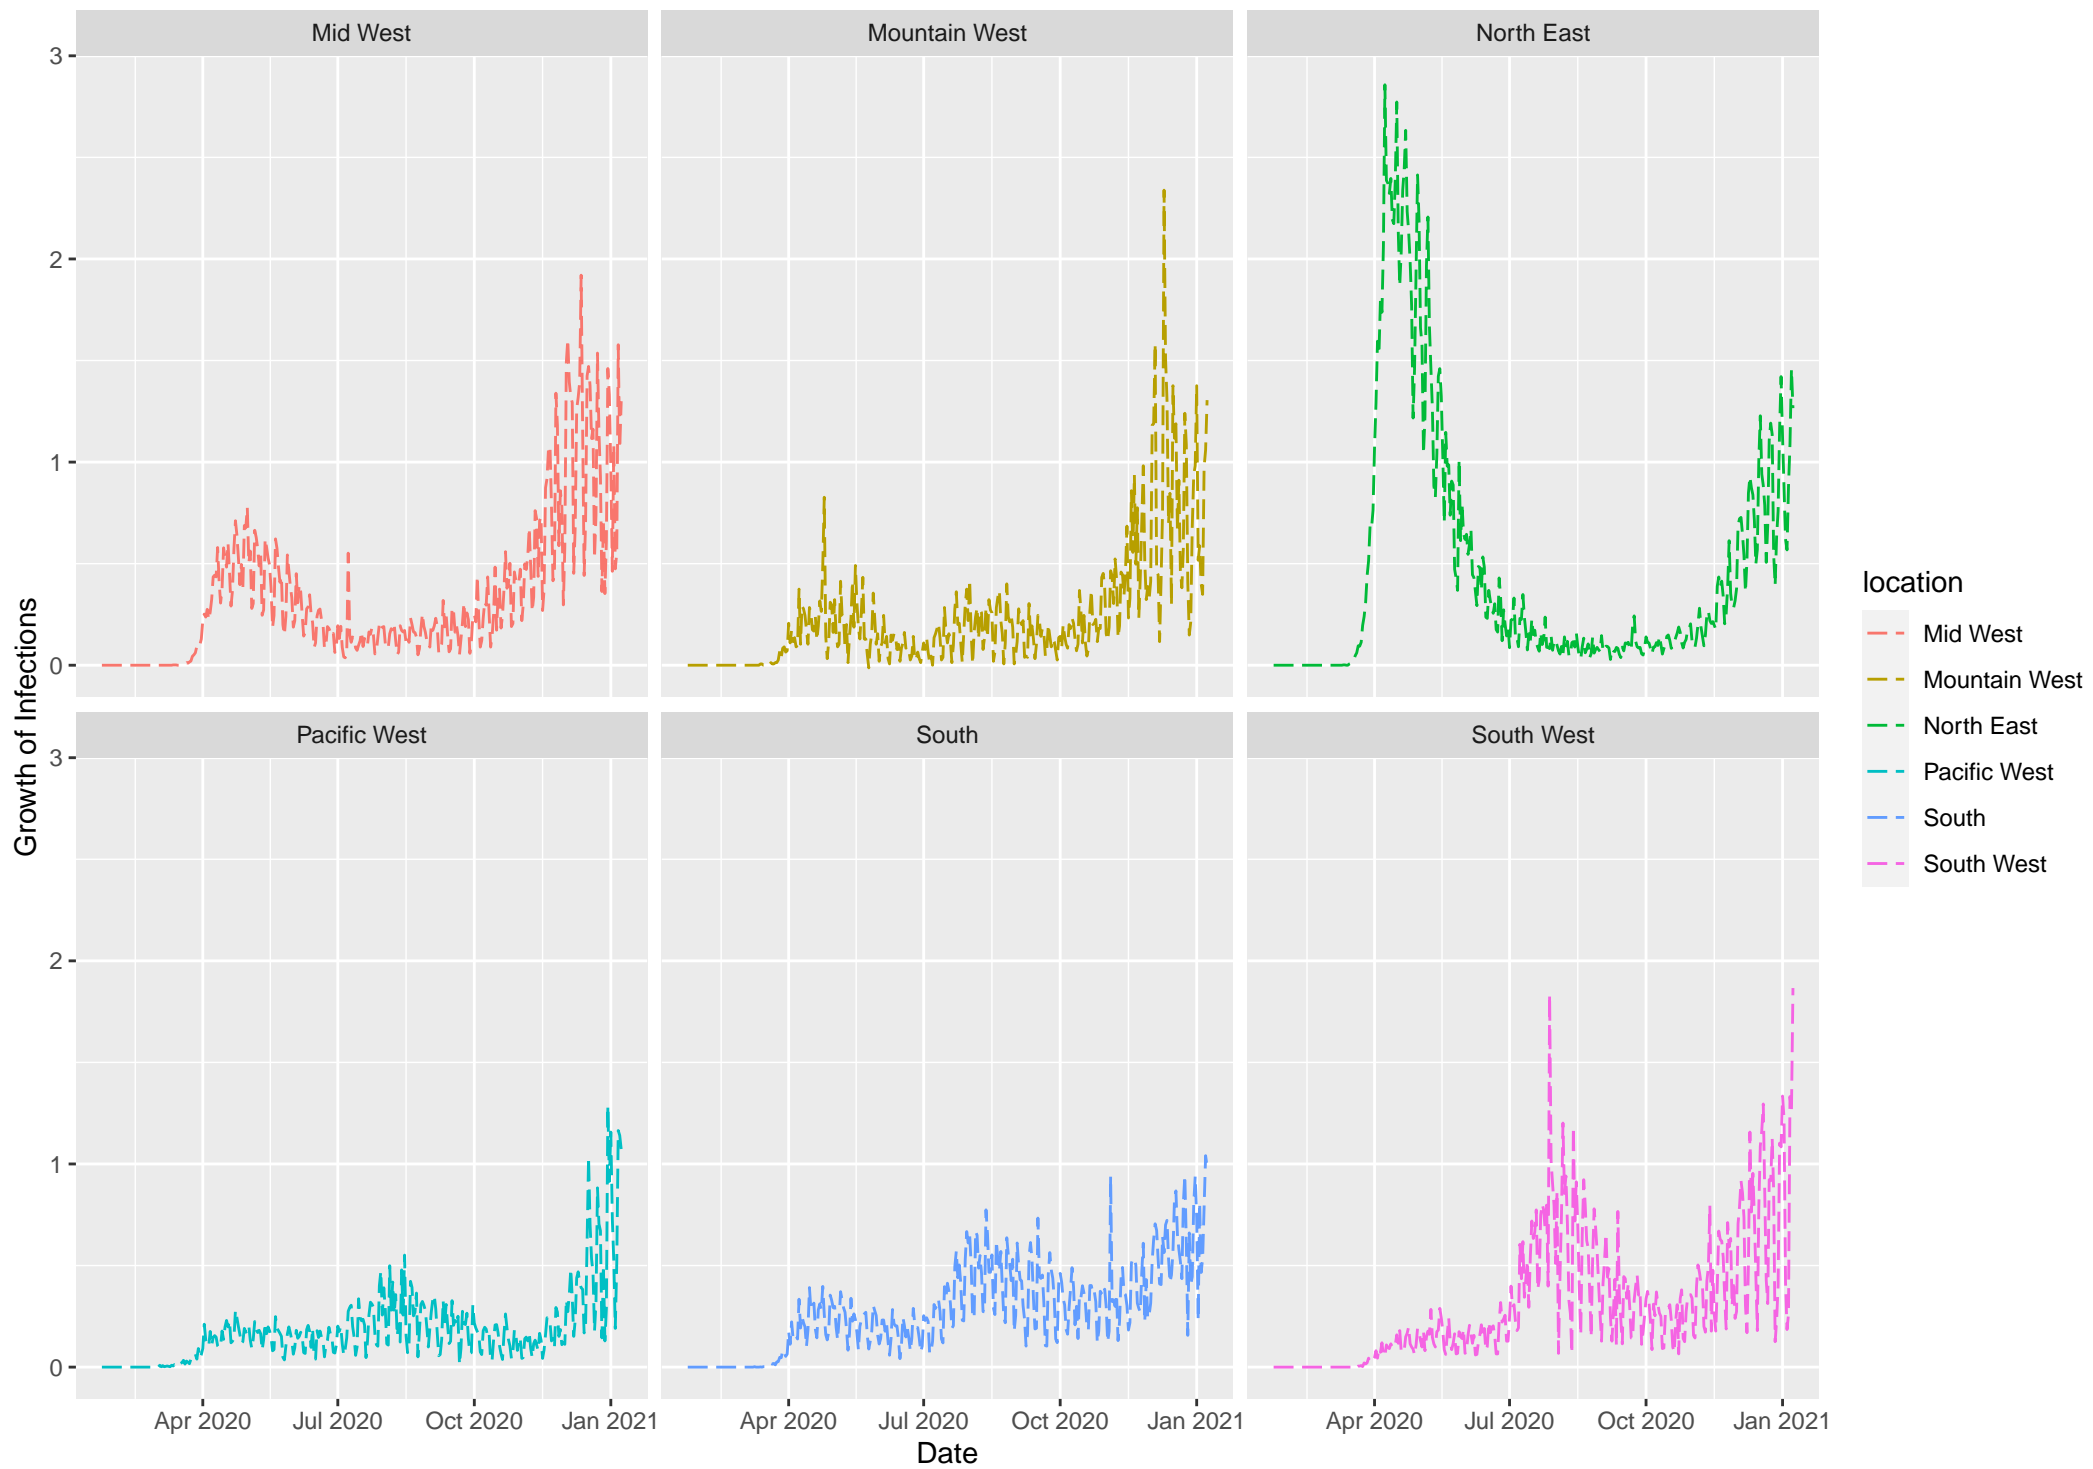 Mid West
Mountain West
North East
3
2
1
0
Pacific West
South
South West
3
2
1
0
Apr 2020
Jul 2020
Oct 2020
Jan 2021
Apr 2020
Jul 2020
Oct 2020
Jan 2021
Apr 2020
Jul 2020
Oct 2020
Jan 2021
Date
Growth of Infections
location
Mid West
Mountain West
North East
Pacific West
South
South West